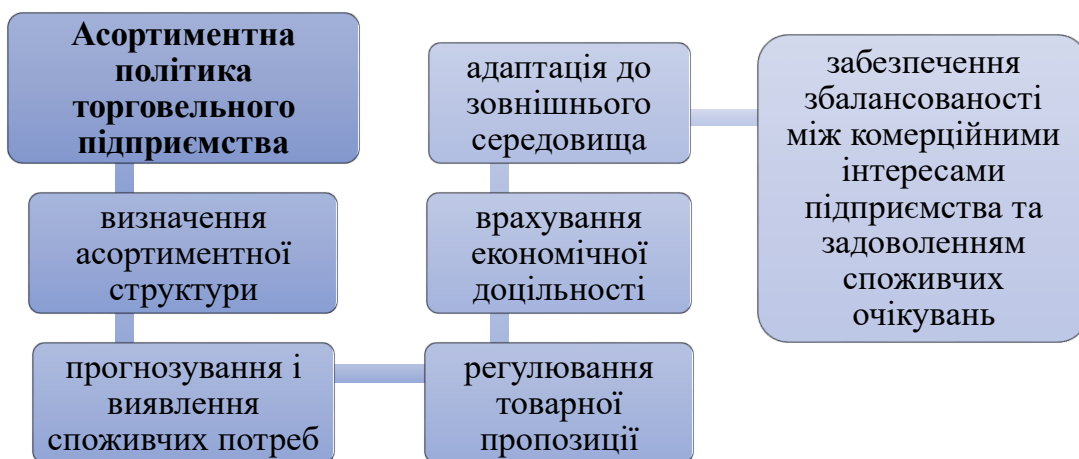 Асортиментна
політика
торговельного
підприємства
визначення
асортиментної
структури
прогнозування і
виявлення
споживчих потреб
регулювання
товарної
пропозиції
врахування
економічної
доцільності
адаптація до
зовнішнього
середовища
забезпечення
збалансованості
між комерційними
інтересами
підприємства та
задоволенням
споживчих
очікувань